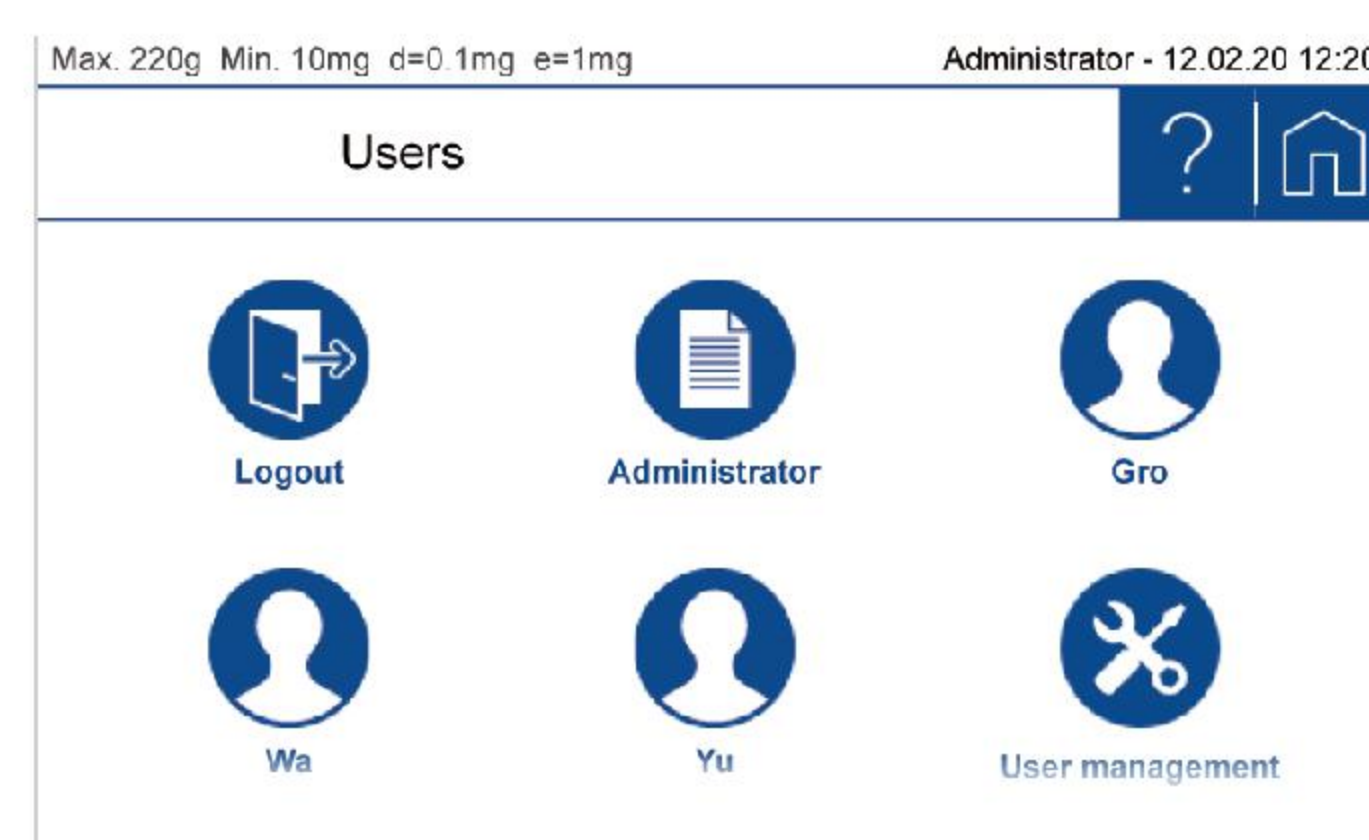 Max. 220g Min. 10mg d=0.1mg e=1mg Administrator - 12.02.20 12:20
Users ?
Logout Administrator Gro
Wa Yu User management